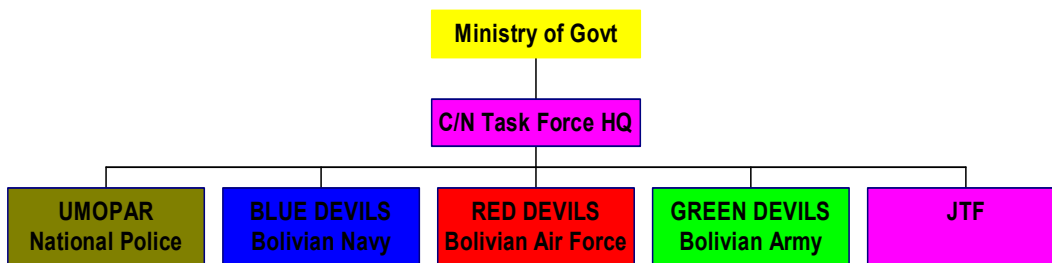 Ministry of Govt
C/N Task Force HQ
UMOPAR
National Police
BLUE DEVILS
Bolivian Navy
RED DEVILS
Bolivian Air Force
GREEN DEVILS
Bolivian Army
JTF